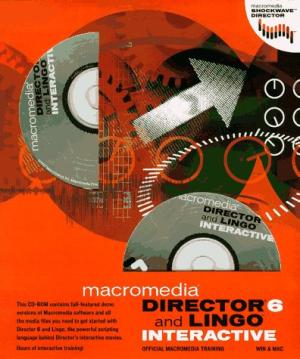 macromedia
SHOCKWAVE™
DIRECTOR
macromedia
DIRECTOR
and LINGO
INTERACTI
macromedia
DIRECTOR
and LINGO
INTERACTIVE
macromedia
DIRECTOR 6
and LINGO
INTERACTIVE
This CD-ROM contains full-featured demo
versions of Macromedia software and all
the media files you need to get started with
Director 6 and Lingo, the powerful scripting
language behind Director's interactive movies.
Hours of interactive training!
OFFICIAL MACROMEDIA TRAINING
WIN & MAC